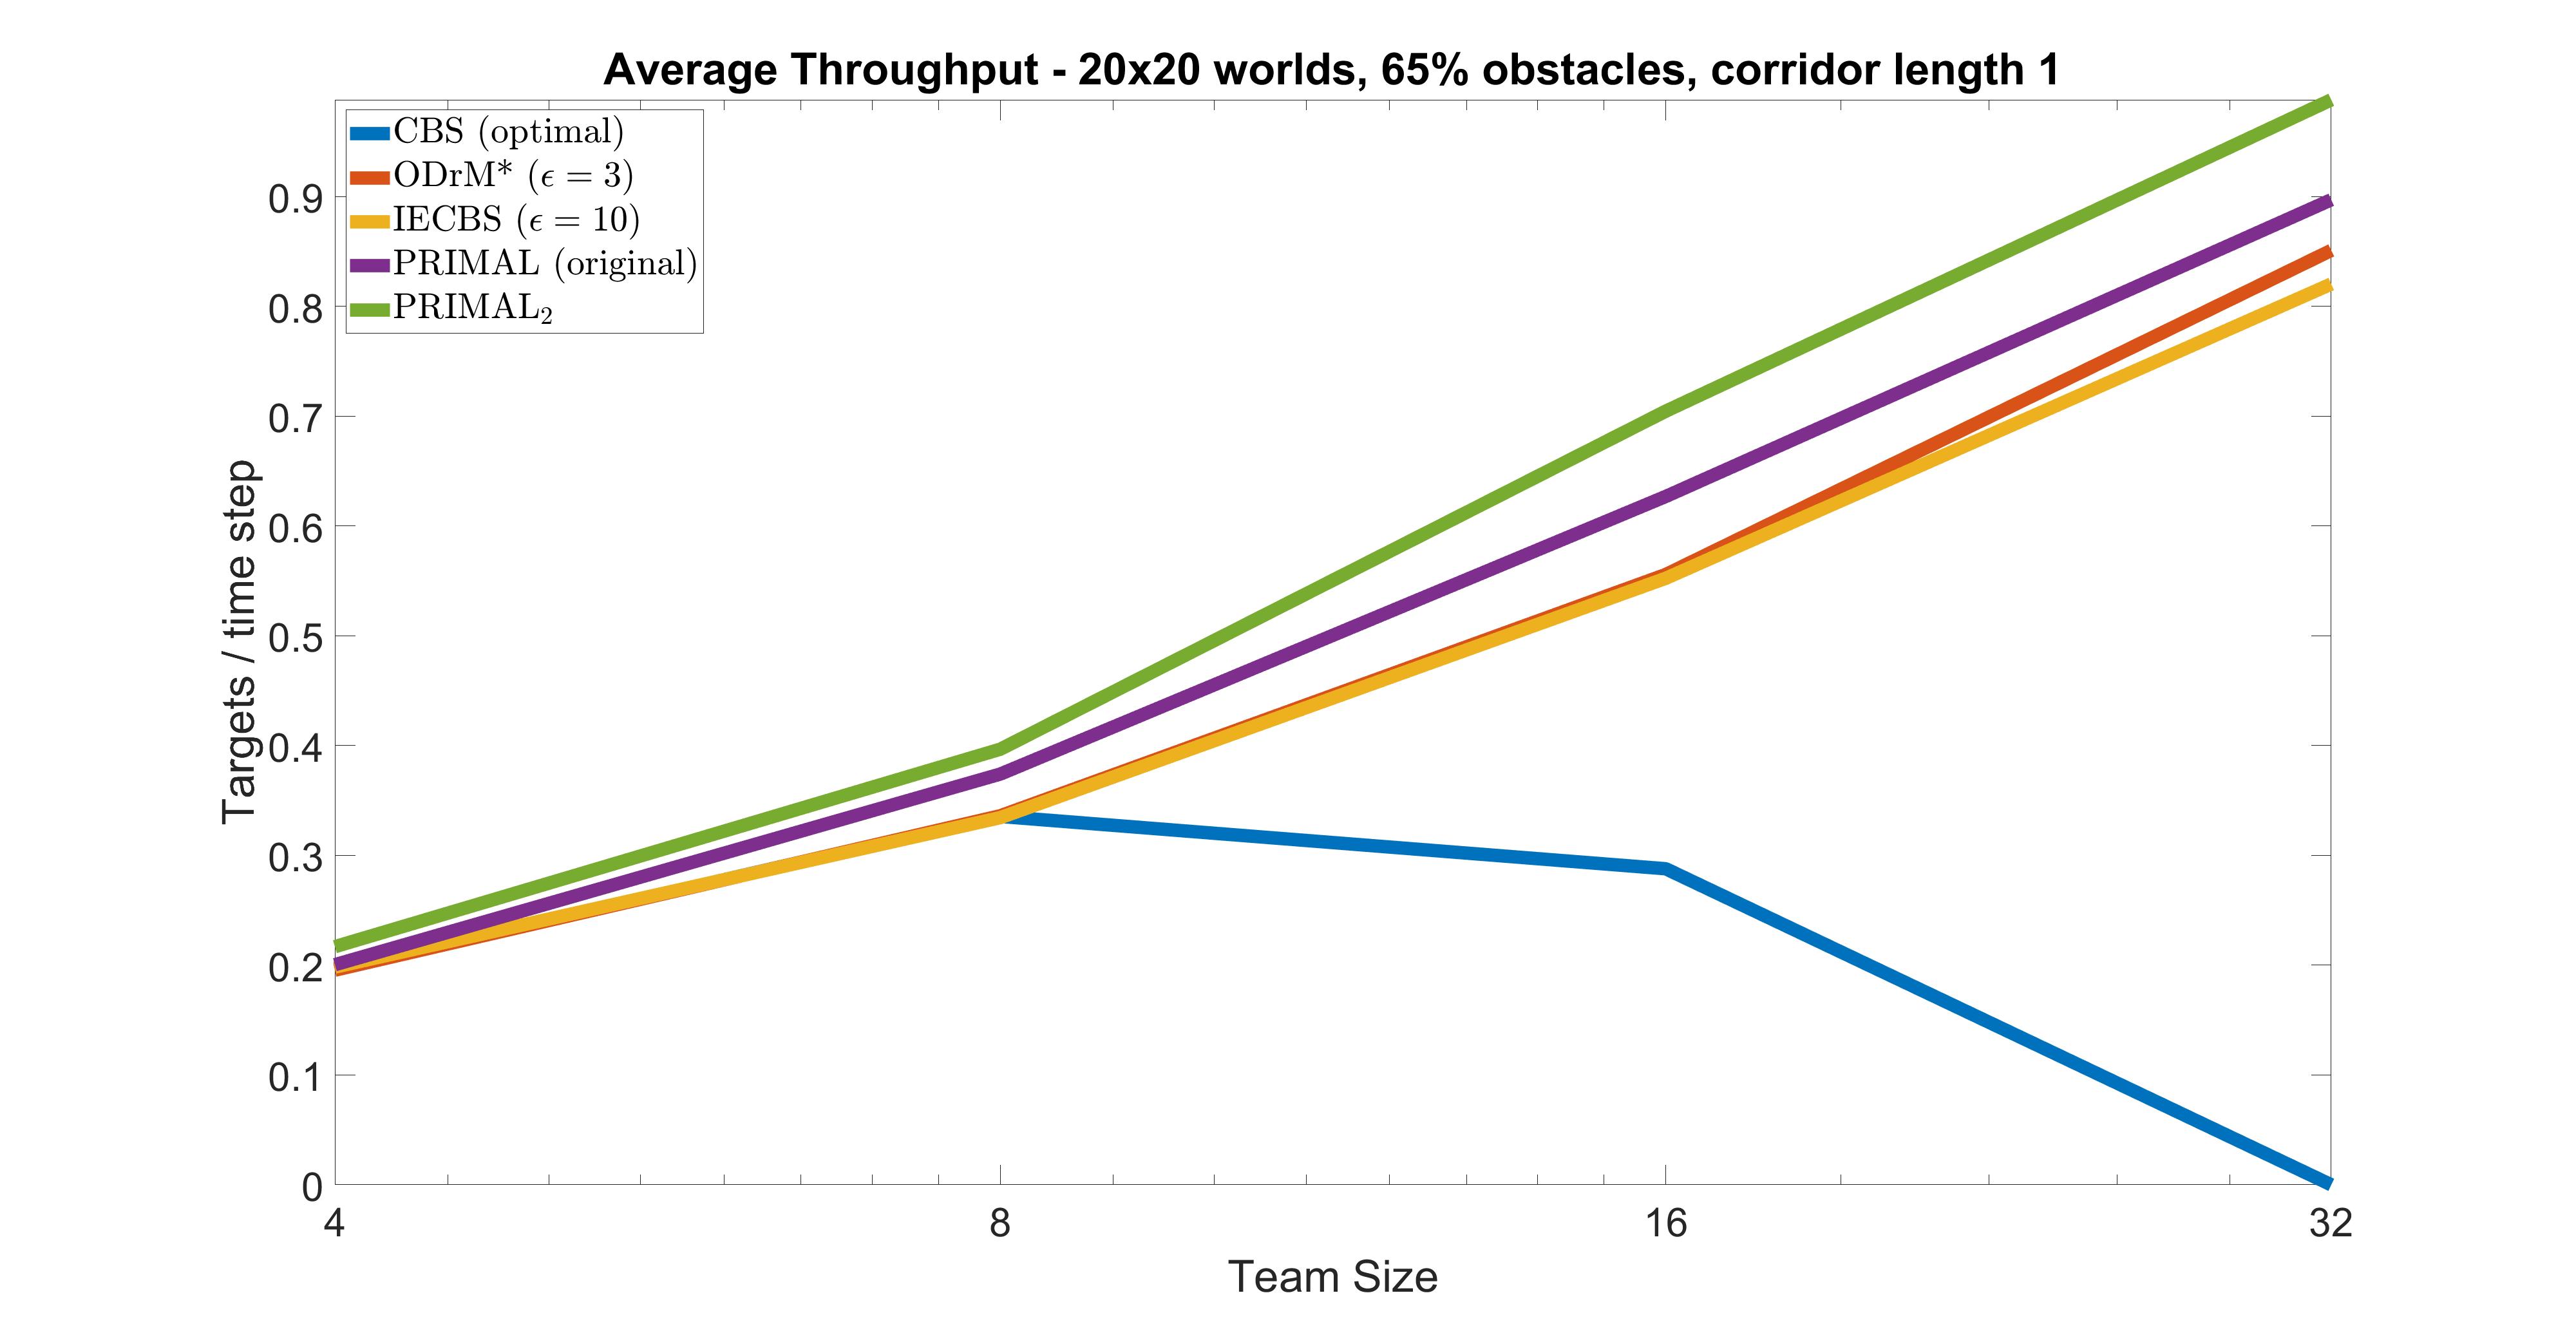 Average Throughput - 20x20 worlds, 65% obstacles, corridor length 1
CBS (optimal)
ODrM* (ϵ = 3)
IECBS (ϵ = 10)
PRIMAL (original)
PRIMAL₂
Targets / time step
0.9
0.8
0.7
0.6
0.5
0.4
0.3
0.2
0.1
0
4 8 16 32
Team Size